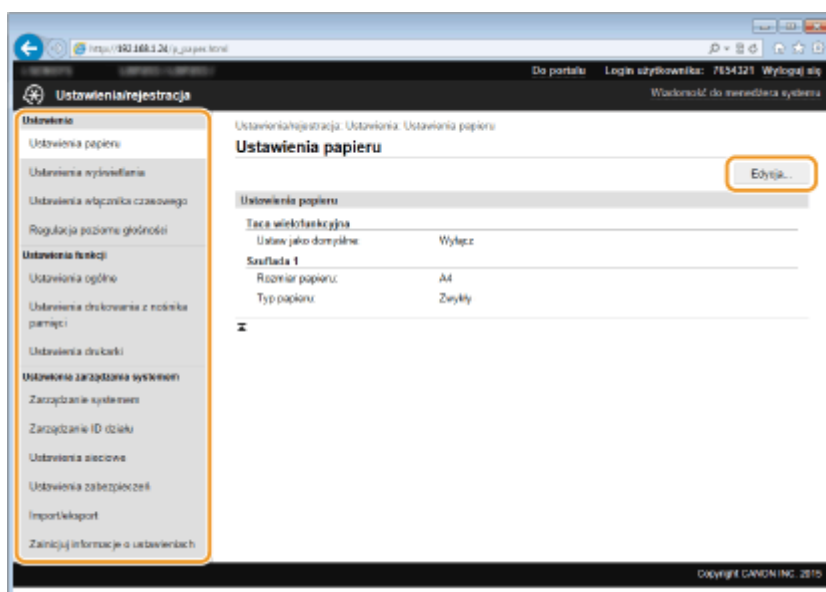 http://192.168.1.24/p_paper.html
Do portalu Login użytkownika: 7654321 Wyloguj się
Ustawienia/rejestracja
Wiadomość do menedżera systemu
Ustawienia
Ustawienia papieru
Ustawienia wyświetlania
Ustawienia włącznika czasowego
Regulacja poziomu głośności
Ustawienia funkcji
Ustawienia ogólne
Ustawienia drukowania z nośnika
pamięci
Ustawienia drukarki
Ustawienia zarządzania systemem
Zarządzanie systemem
Zarządzanie ID działu
Ustawienia sieciowe
Ustawienia zabezpieczeń
Import/eksport
Zainicjuj informacje o ustawieniach
Ustawienia/rejestracja: Ustawienia: Ustawienia papieru
Ustawienia papieru
Edycja...
Ustawienia papieru
Taca wielofunkcyjna
Ustaw jako domyślne: Wyłącz
Szuflada 1
Rozmiar papieru: A4
Typ papieru: Zwykły
Copyright CANON INC. 2015